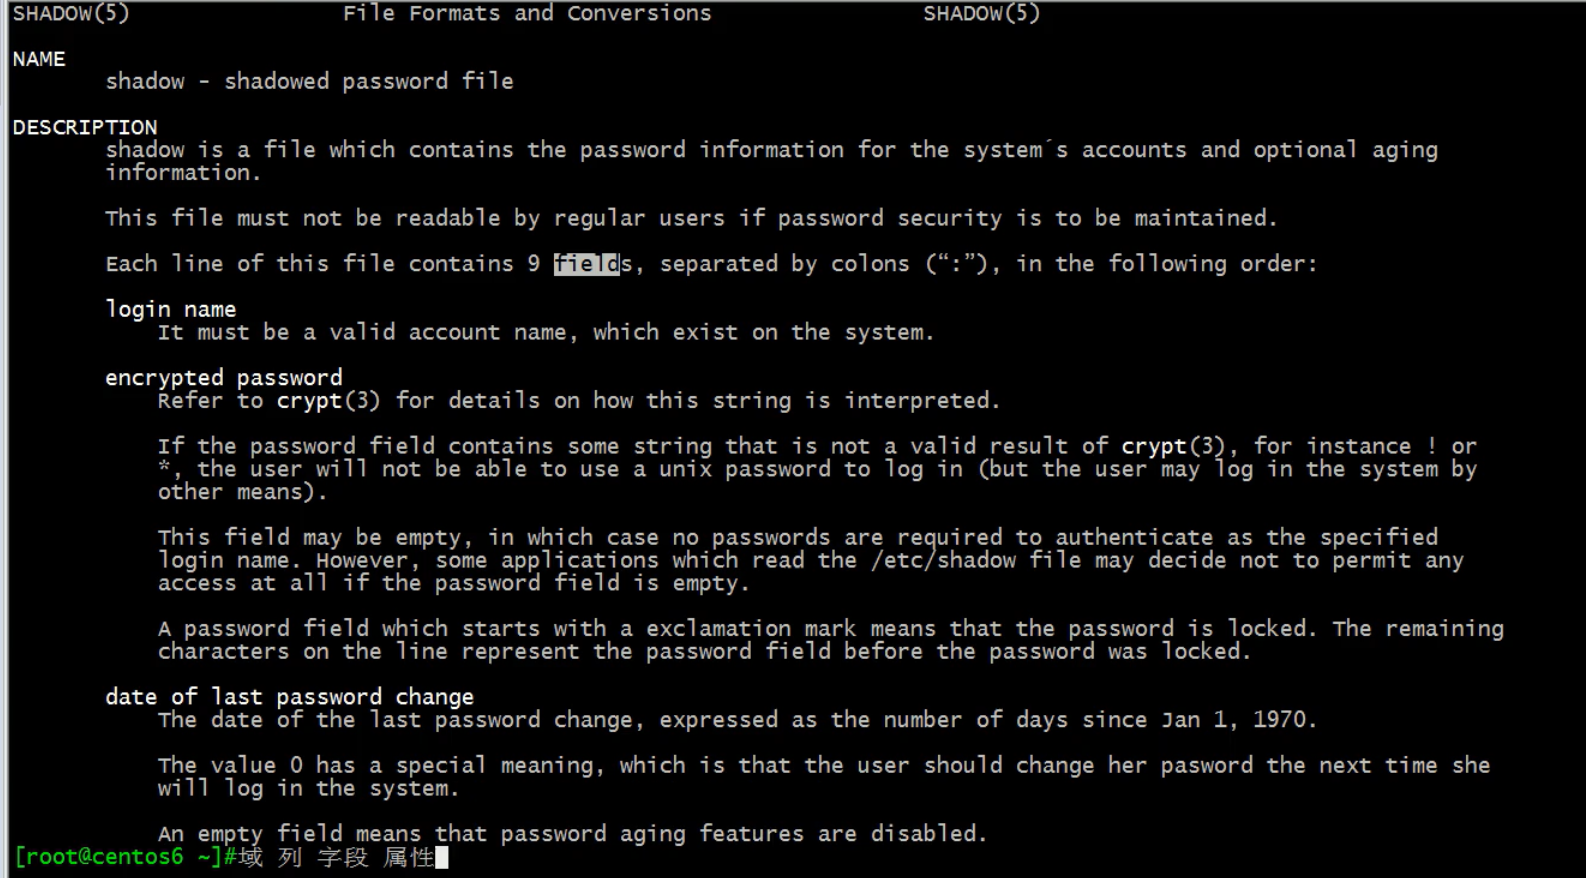 SHADOW(5) File Formats and Conversions SHADOW(5)
NAME
shadow - shadowed password file
DESCRIPTION
shadow is a file which contains the password information for the system´s accounts and optional aging
information.
This file must not be readable by regular users if password security is to be maintained.
Each line of this file contains 9 fields, separated by colons (“:”), in the following order:
login name
It must be a valid account name, which exist on the system.
encrypted password
Refer to crypt(3) for details on how this string is interpreted.
If the password field contains some string that is not a valid result of crypt(3), for instance ! or
*, the user will not be able to use a unix password to log in (but the user may log in the system by
other means).
This field may be empty, in which case no passwords are required to authenticate as the specified
login name. However, some applications which read the /etc/shadow file may decide not to permit any
access at all if the password field is empty.
A password field which starts with a exclamation mark means that the password is locked. The remaining
characters on the line represent the password field before the password was locked.
date of last password change
The date of the last password change, expressed as the number of days since Jan 1, 1970.
The value 0 has a special meaning, which is that the user should change her pasword the next time she
will log in the system.
An empty field means that password aging features are disabled.
[root@centos6 ~]#域 列 字段 属性